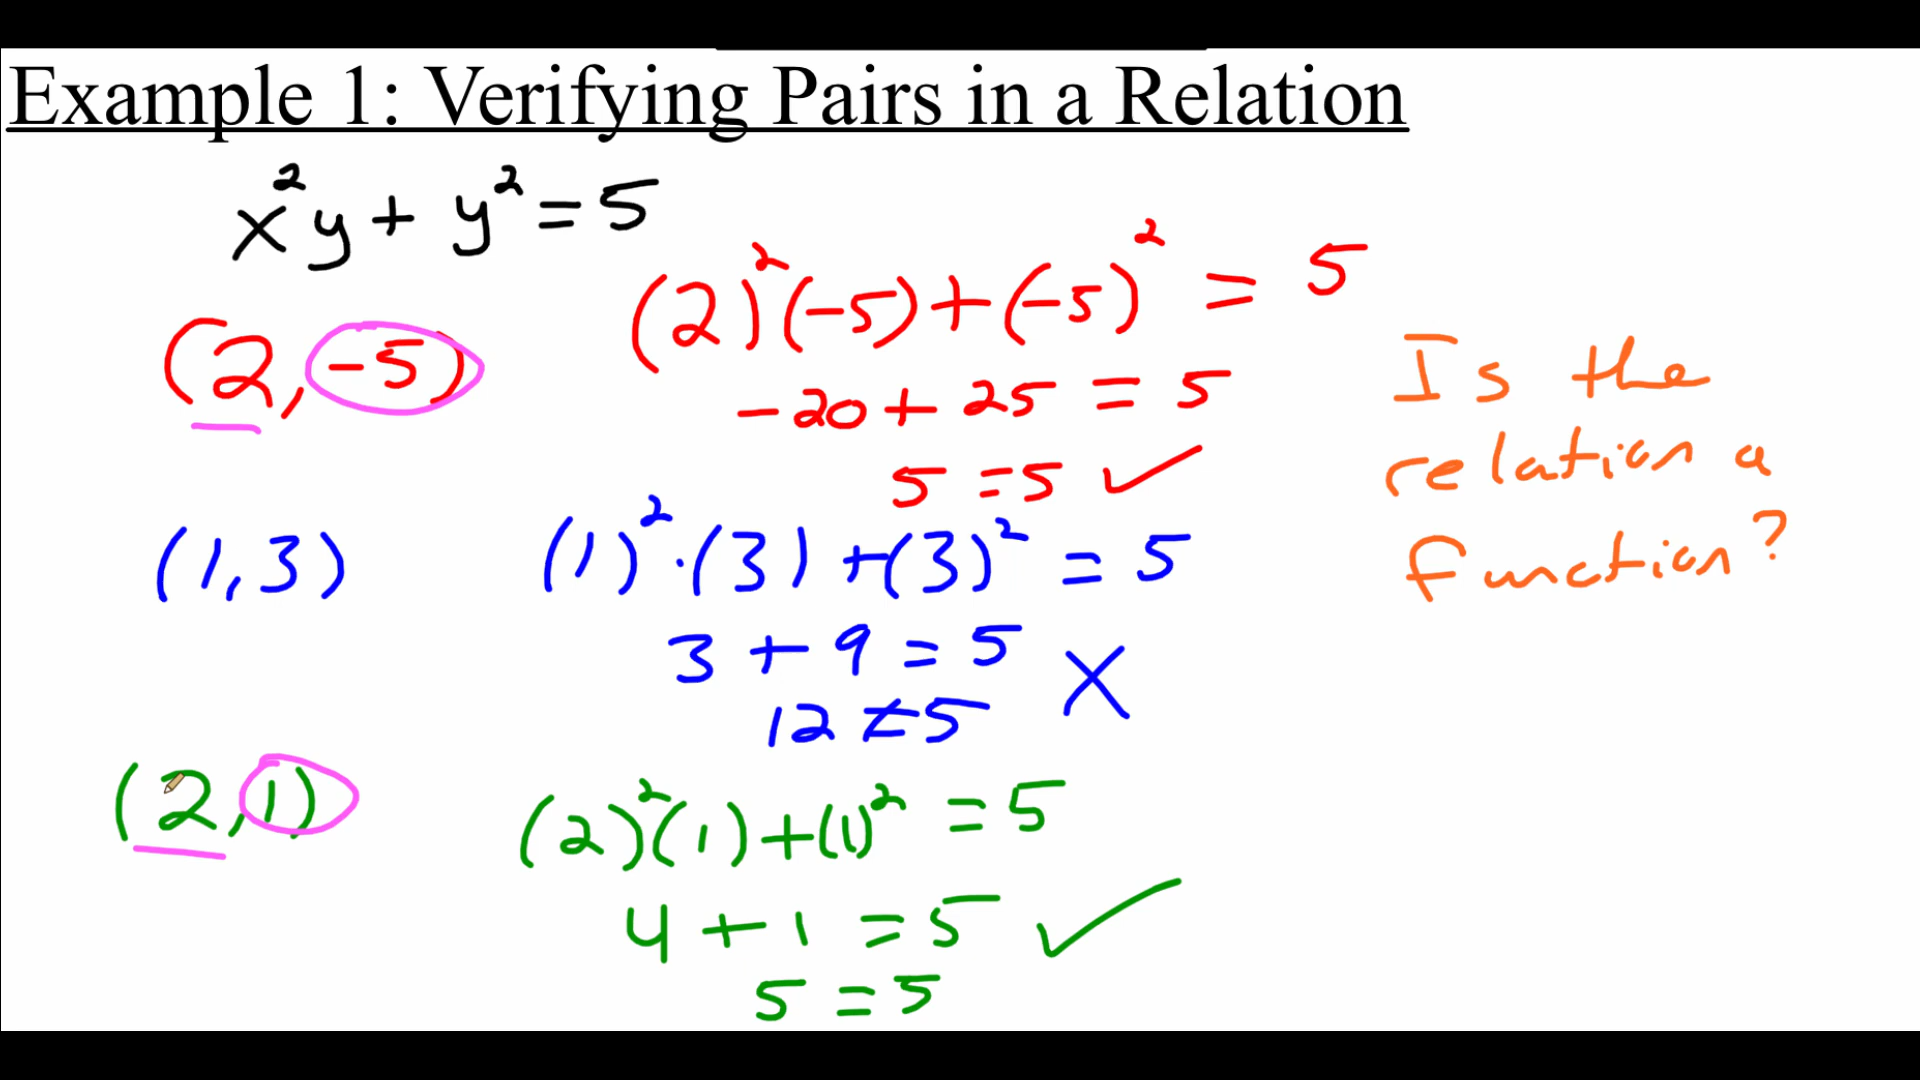 Example 1: Verifying Pairs in a Relation
x²y + y² = 5
(2, -5)
(2)²(-5) + (-5)² = 5
-20 + 25 = 5
5 = 5 ✓
(1, 3)
(1)² · (3) + (3)² = 5
3 + 9 = 5
12 ≠ 5 X
(2, 1)
(2)²(1) + (1)² = 5
4 + 1 = 5 ✓
5 = 5
Is the
relation a
function?